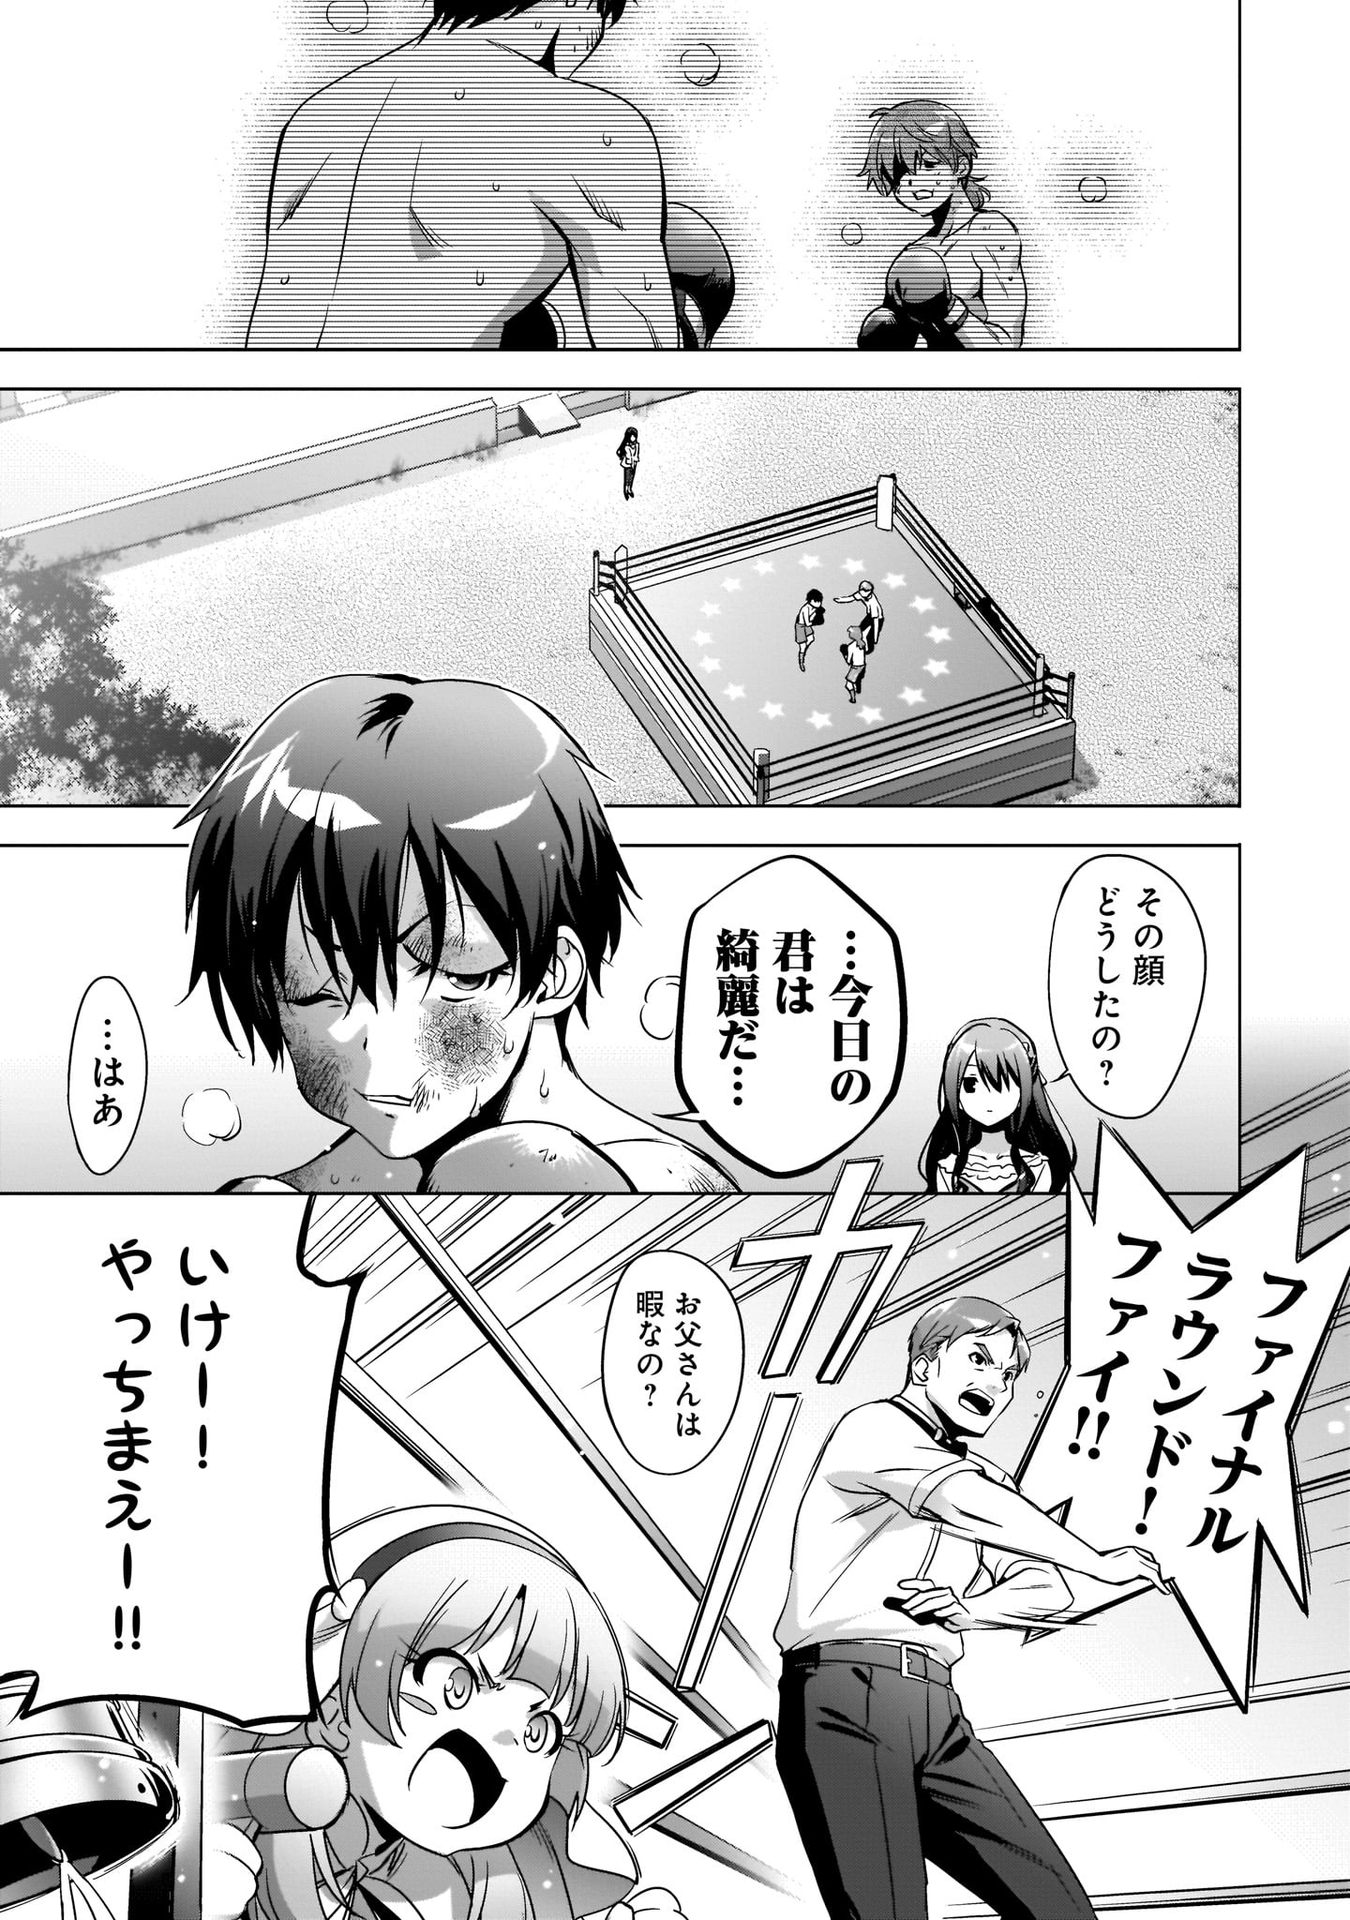 その顔
どうしたの？
…今日の
君は
綺麗だ…
…はあ
ファイナル
ラウンド！
ファイ!!
カーン
お父さんは
暇なの？
いけー！
やっちまえー!!